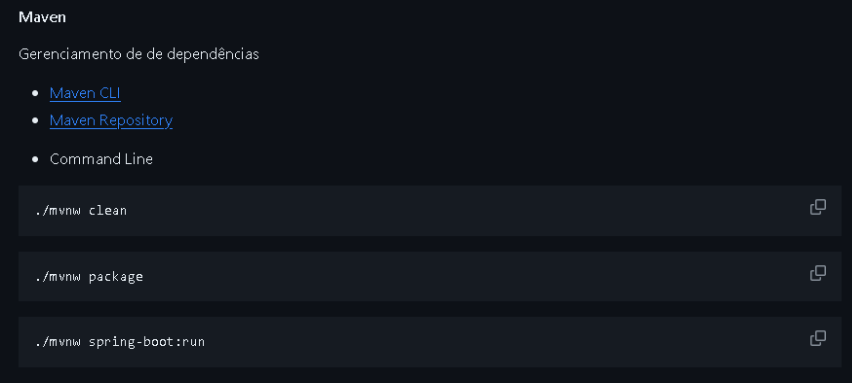 Maven
Gerenciamento de de dependências
Maven CLI
Maven Repository
Command Line
./mvnw clean
./mvnw package
./mvnw spring-boot:run